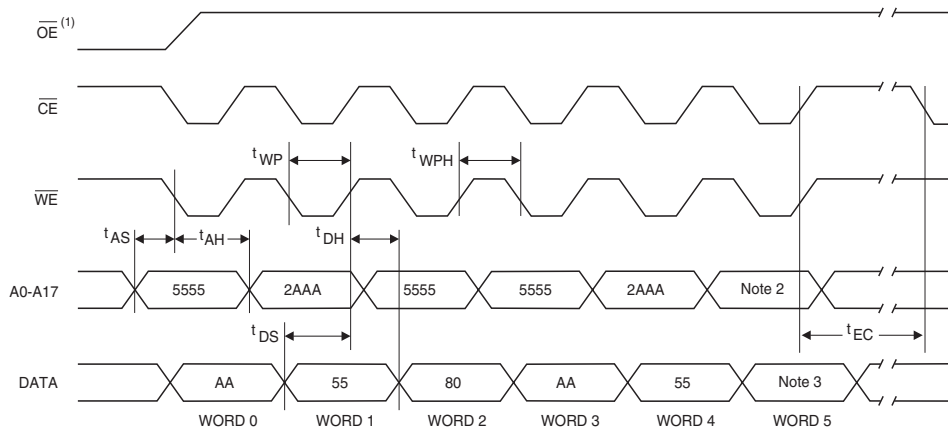 OE (1)
CE
t WP
t WPH
WE
t AS
t AH
t DH
A0-A17
5555
2AAA
5555
5555
2AAA
Note 2
t DS
t EC
DATA
AA
55
80
AA
55
Note 3
WORD 0
WORD 1
WORD 2
WORD 3
WORD 4
WORD 5